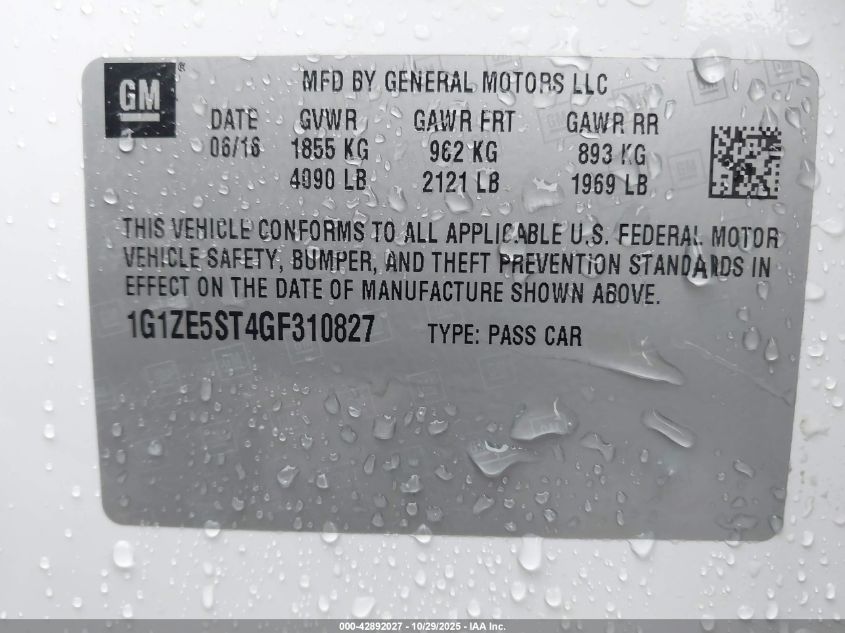 GM ®
MFD BY GENERAL MOTORS LLC
DATE GVWR GAWR FRT GAWR RR
06/16 1855 KG 962 KG 893 KG
4090 LB 2121 LB 1969 LB
THIS VEHICLE CONFORMS TO ALL APPLICABLE U.S. FEDERAL MOTOR
VEHICLE SAFETY, BUMPER, AND THEFT PREVENTION STANDARDS IN
EFFECT ON THE DATE OF MANUFACTURE SHOWN ABOVE.
1G1ZE5ST4GF310827 TYPE: PASS CAR
000-42892027 - 10/29/2025 - IAA Inc.